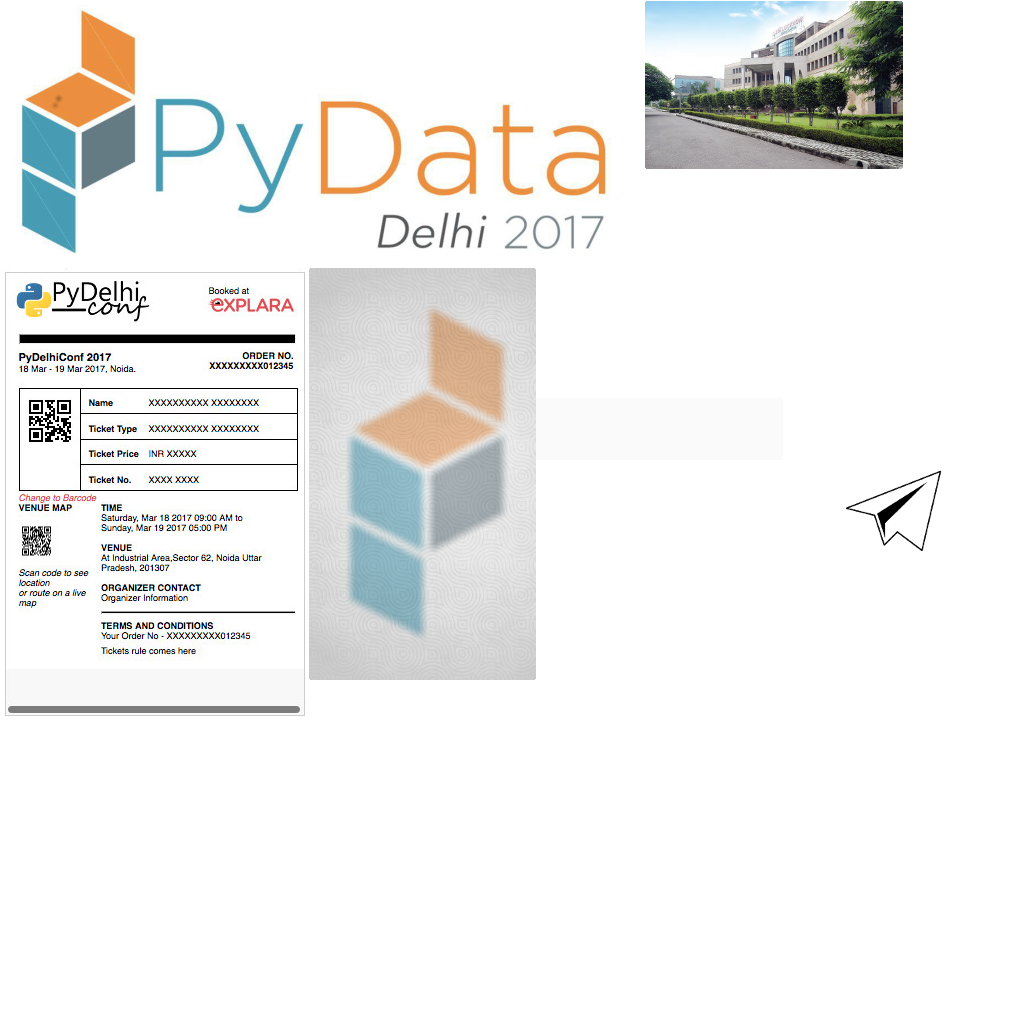 PyData
Delhi 2017
PyDelhi
conf
Booked at
eXPLARA
PyDelhiConf 2017
18 Mar - 19 Mar 2017, Noida.
ORDER NO.
XXXXXXXXX012345
Name XXXXXXXXXX XXXXXXXX
Ticket Type XXXXXXXXXX XXXXXXXX
Ticket Price INR XXXXX
Ticket No. XXXX XXXX
Change to Barcode
VENUE MAP
Scan code to see
location
or route on a live
map
TIME
Saturday, Mar 18 2017 09:00 AM to
Sunday, Mar 19 2017 05:00 PM
VENUE
At Industrial Area,Sector 62, Noida Uttar
Pradesh, 201307
ORGANIZER CONTACT
Organizer Information
TERMS AND CONDITIONS
Your Order No - XXXXXXXXX012345
Tickets rule comes here